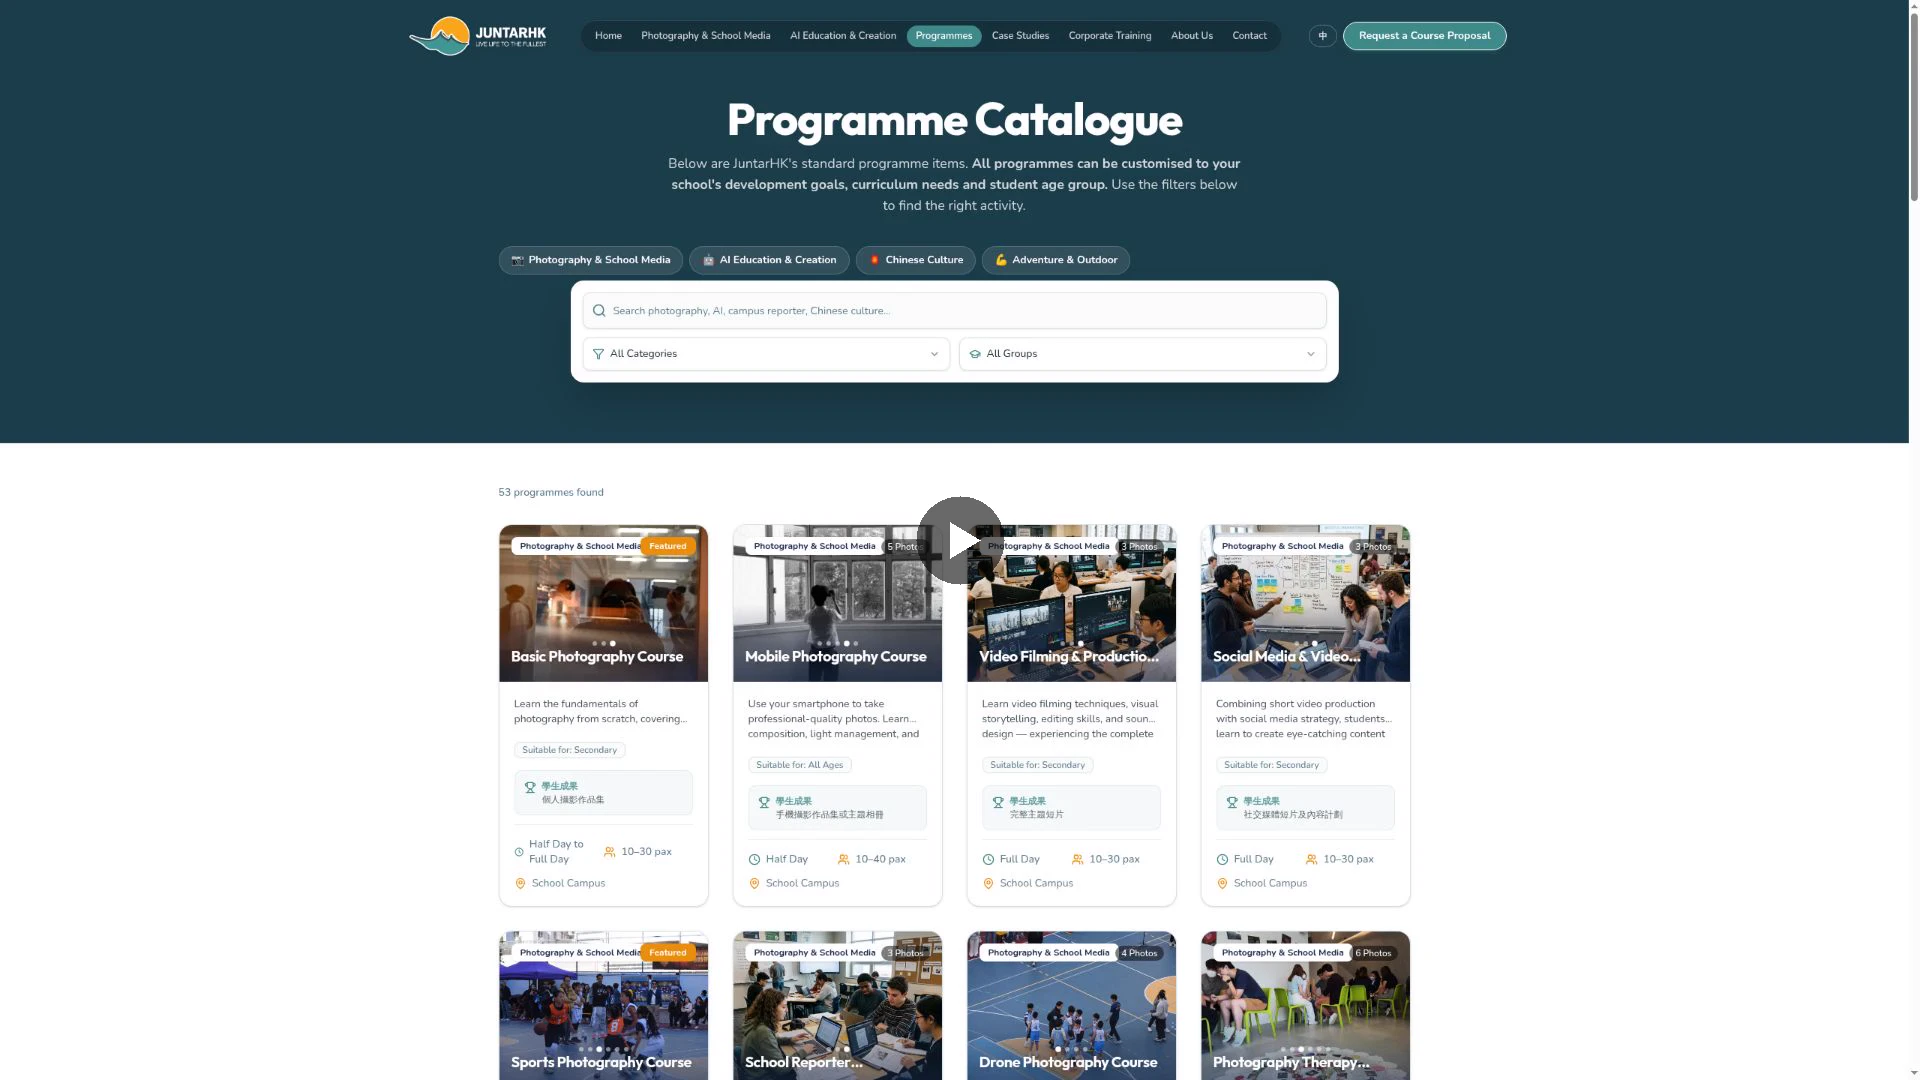 JUNTARHK
LIVE LIFE TO THE FULLEST
Home
Photography & School Media
AI Education & Creation
Programmes
Case Studies
Corporate Training
About Us
Contact
中
Request a Course Proposal
Programme Catalogue
Below are JuntarHK's standard programme items. All programmes can be customised to your
school's development goals, curriculum needs and student age group. Use the filters below
to find the right activity.
Photography & School Media
AI Education & Creation
Chinese Culture
Adventure & Outdoor
Search photography, AI, campus reporter, Chinese culture...
All Categories
All Groups
53 programmes found
Photography & School Media
Featured
Basic Photography Course
Learn the fundamentals of
photography from scratch, covering...
Suitable for: Secondary
學生成果
個人攝影作品集
Half Day to
Full Day
10–30 pax
School Campus
Photography & School Media
5 Photos
Mobile Photography Course
Use your smartphone to take
professional-quality photos. Learn...
composition, light management, and
Suitable for: All Ages
學生成果
手機攝影作品集或主題相冊
Half Day
10–40 pax
School Campus
Photography & School Media
3 Photos
Video Filming & Productio...
Learn video filming techniques, visual
storytelling, editing skills, and soun...
design — experiencing the complete
Suitable for: Secondary
學生成果
完整主題短片
Full Day
10–30 pax
School Campus
Photography & School Media
3 Photos
Social Media & Video...
Combining short video production
with social media strategy, students...
learn to create eye-catching content
Suitable for: Secondary
學生成果
社交媒體短片及內容計劃
Full Day
10–30 pax
School Campus
Photography & School Media
Featured
Sports Photography Course
Photography & School Media
3 Photos
School Reporter...
Photography & School Media
4 Photos
Drone Photography Course
Photography & School Media
6 Photos
Photography Therapy...